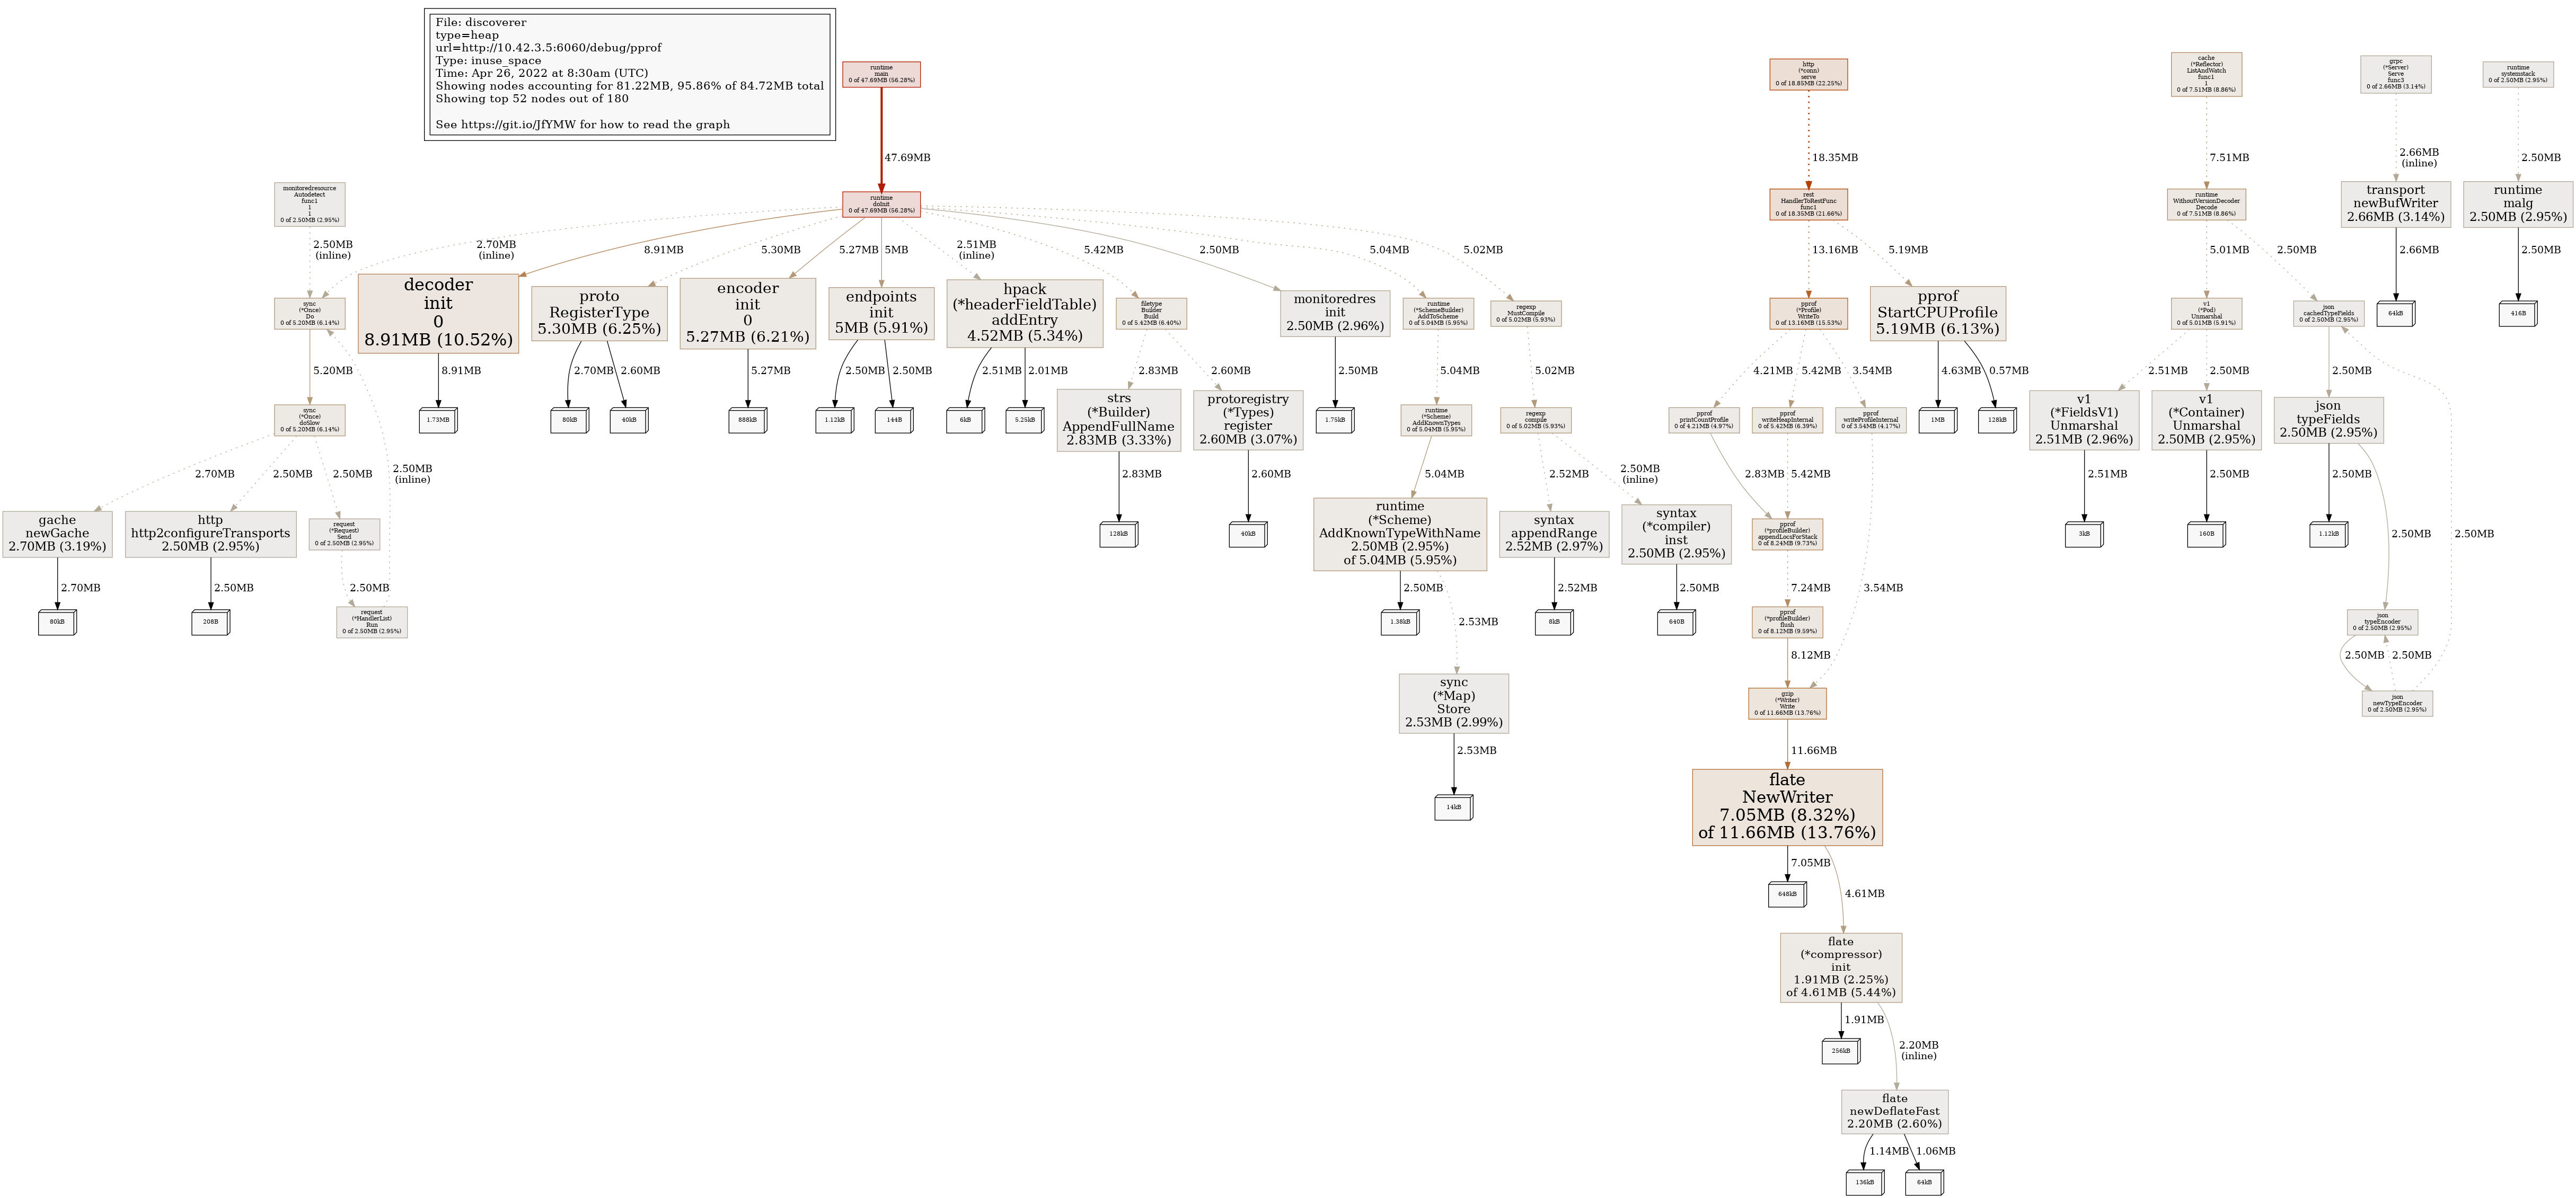 File: discoverer
type=heap
url=http://10.42.3.5:6060/debug/pprof
Type: inuse_space
Time: Apr 26, 2022 at 8:30am (UTC)
Showing nodes accounting for 81.22MB, 95.86% of 84.72MB total
Showing top 52 nodes out of 180
See https://git.io/JfYMW for how to read the graph
runtime
main
0 of 47.69MB (56.28%)
http
(*conn)
serve
0 of 18.85MB (22.25%)
cache
(*Reflector)
ListAndWatch
func1
1
0 of 7.51MB (8.86%)
grpc
(*Server)
Serve
func3
0 of 2.66MB (3.14%)
runtime
systemstack
0 of 2.50MB (2.95%)
47.69MB
18.35MB
7.51MB
2.66MB
(inline)
2.50MB
monitoredresource
Autodetect
func1
1
1
0 of 2.50MB (2.95%)
runtime
doInit
0 of 47.69MB (56.28%)
rest
HandlerToRestFunc
func1
0 of 18.35MB (21.66%)
runtime
WithoutVersionDecoder
Decode
0 of 7.51MB (8.86%)
transport
newBufWriter
2.66MB (3.14%)
runtime
malg
2.50MB (2.95%)
2.50MB
(inline)
2.70MB
(inline)
8.91MB
5.30MB
5.27MB
5MB
2.51MB
(inline)
5.42MB
2.50MB
5.04MB
5.02MB
13.16MB
5.19MB
5.01MB
2.50MB
2.66MB
2.50MB
sync
(*Once)
Do
0 of 5.20MB (6.14%)
decoder
init
0
8.91MB (10.52%)
proto
RegisterType
5.30MB (6.25%)
encoder
init
0
5.27MB (6.21%)
endpoints
init
5MB (5.91%)
hpack
(*headerFieldTable)
addEntry
4.52MB (5.34%)
filetype
Builder
Build
0 of 5.42MB (6.40%)
monitoredres
init
2.50MB (2.96%)
runtime
(*SchemeBuilder)
AddToScheme
0 of 5.04MB (5.95%)
regexp
MustCompile
0 of 5.02MB (5.93%)
pprof
(*Profile)
WriteTo
0 of 13.16MB (15.53%)
pprof
StartCPUProfile
5.19MB (6.13%)
v1
(*Pod)
Unmarshal
0 of 5.01MB (5.91%)
json
cachedTypeFields
0 of 2.50MB (2.95%)
64kB
416B
5.20MB
8.91MB
2.70MB
2.60MB
5.27MB
2.50MB
2.50MB
2.51MB
2.01MB
2.83MB
2.60MB
2.50MB
5.04MB
5.02MB
4.21MB
5.42MB
3.54MB
4.63MB
0.57MB
2.51MB
2.50MB
2.50MB
sync
(*Once)
doSlow
0 of 5.20MB (6.14%)
1.73MB
80kB
40kB
888kB
1.12kB
144B
6kB
5.25kB
strs
(*Builder)
AppendFullName
2.83MB (3.33%)
protoregistry
(*Types)
register
2.60MB (3.07%)
1.75kB
runtime
(*Scheme)
AddKnownTypes
0 of 5.04MB (5.95%)
regexp
compile
0 of 5.02MB (5.93%)
pprof
printCountProfile
0 of 4.21MB (4.97%)
pprof
writeHeapInternal
0 of 5.42MB (6.39%)
pprof
writeProfileInternal
0 of 3.54MB (4.17%)
1MB
128kB
v1
(*FieldsV1)
Unmarshal
2.51MB (2.96%)
v1
(*Container)
Unmarshal
2.50MB (2.95%)
json
typeFields
2.50MB (2.95%)
2.70MB
2.50MB
2.50MB
2.50MB
(inline)
2.83MB
2.60MB
5.04MB
2.52MB
2.50MB
(inline)
2.83MB
5.42MB
2.51MB
2.50MB
2.50MB
gache
newGache
2.70MB (3.19%)
http
http2configureTransports
2.50MB (2.95%)
request
(*Request)
Send
0 of 2.50MB (2.95%)
128kB
40kB
runtime
(*Scheme)
AddKnownTypeWithName
2.50MB (2.95%)
of 5.04MB (5.95%)
syntax
appendRange
2.52MB (2.97%)
syntax
(*compiler)
inst
2.50MB (2.95%)
pprof
(*profileBuilder)
appendLocsForStack
0 of 8.24MB (9.73%)
3kB
160B
1.12kB
2.50MB
2.50MB
2.70MB
2.50MB
2.50MB
2.50MB
2.53MB
2.52MB
2.50MB
7.24MB
3.54MB
80kB
208B
request
(*HandlerList)
Run
0 of 2.50MB (2.95%)
1.38kB
8kB
640B
pprof
(*profileBuilder)
flush
0 of 8.12MB (9.59%)
json
typeEncoder
0 of 2.50MB (2.95%)
8.12MB
2.50MB
2.50MB
sync
(*Map)
Store
2.53MB (2.99%)
gzip
(*Writer)
Write
0 of 11.66MB (13.76%)
json
newTypeEncoder
0 of 2.50MB (2.95%)
2.53MB
11.66MB
14kB
flate
NewWriter
7.05MB (8.32%)
of 11.66MB (13.76%)
7.05MB
4.61MB
648kB
flate
(*compressor)
init
1.91MB (2.25%)
of 4.61MB (5.44%)
1.91MB
2.20MB
(inline)
256kB
flate
newDeflateFast
2.20MB (2.60%)
1.14MB
1.06MB
136kB
64kB